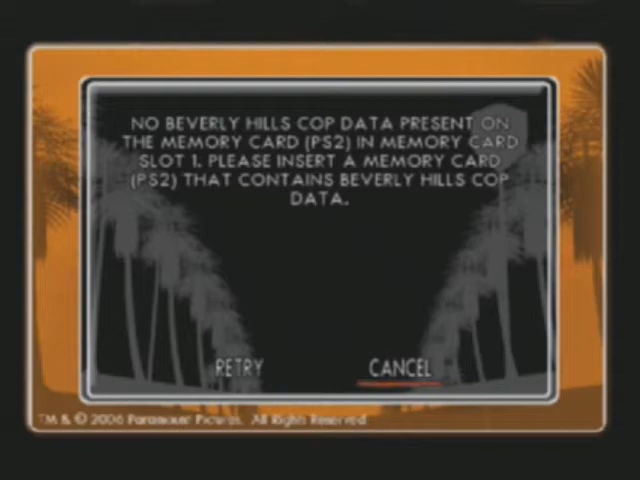 NO BEVERLY HILLS COP DATA PRESENT ON
THE MEMORY CARD (PS2) IN MEMORY CARD
SLOT 1. PLEASE INSERT A MEMORY CARD
(PS2) THAT CONTAINS BEVERLY HILLS COP
DATA.
RETRY CANCEL
TM & © 2006 Paramount Pictures. All Rights Reserved